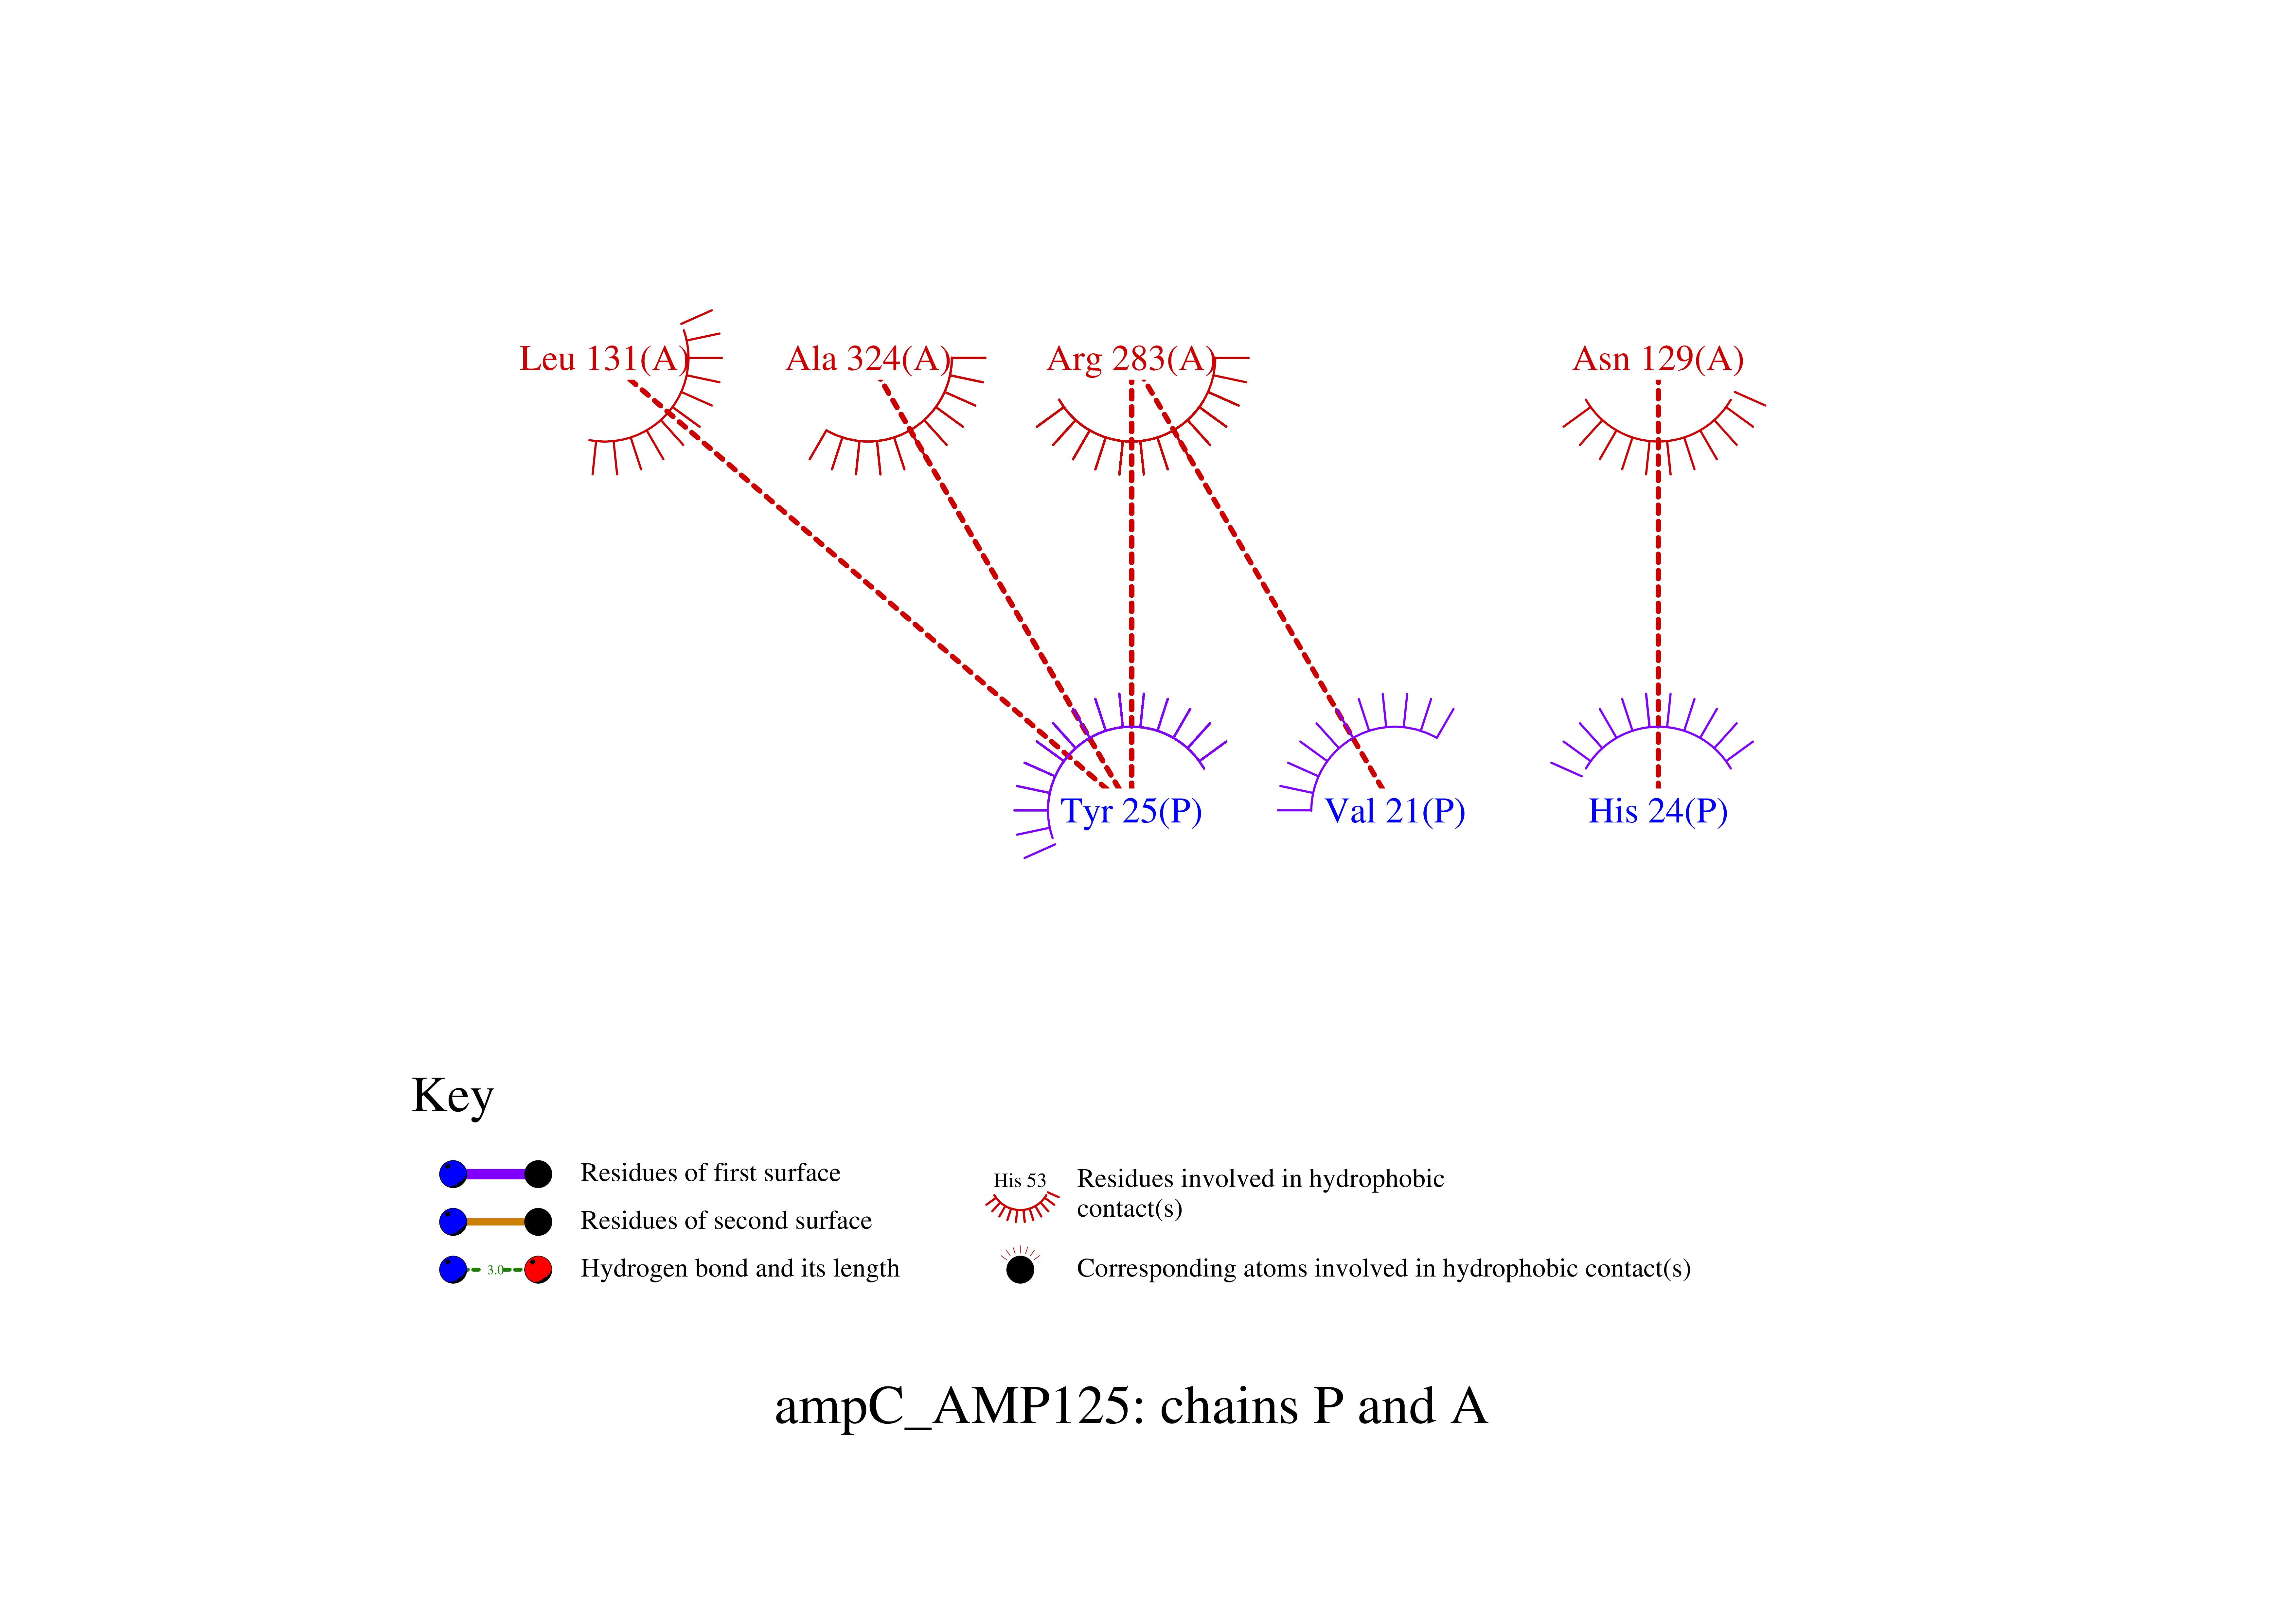 Leu 131(A) Ala 324(A) Arg 283(A) Asn 129(A)
Tyr 25(P) Val 21(P) His 24(P)
Key
Residues of first surface
Residues of second surface
3.0 Hydrogen bond and its length
His 53 Residues involved in hydrophobic
contact(s)
Corresponding atoms involved in hydrophobic contact(s)
ampC_AMP125: chains P and A